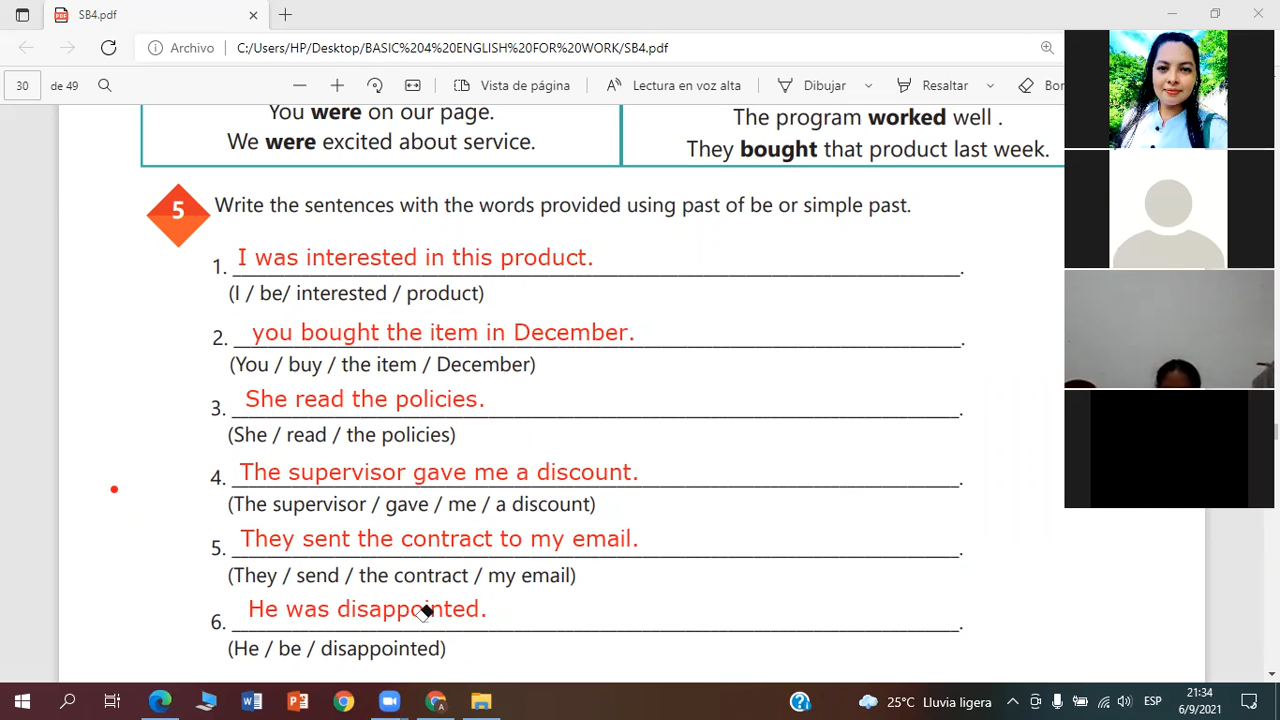 SB4.pdf
Archivo C:/Users/HP/Desktop/BASIC%204%20ENGLISH%20FOR%20WORK/SB4.pdf
30 de 49 Vista de página Lectura en voz alta Dibujar Resaltar Bor
You were on our page.
We were excited about service.
The program worked well .
They bought that product last week.
5 Write the sentences with the words provided using past of be or simple past.
1. I was interested in this product. .
(I / be/ interested / product)
2. you bought the item in December. .
(You / buy / the item / December)
3. She read the policies. .
(She / read / the policies)
4. The supervisor gave me a discount. .
(The supervisor / gave / me / a discount)
5. They sent the contract to my email. .
(They / send / the contract / my email)
6. He was disappointed. .
(He / be / disappointed)
25°C Lluvia ligera ESP 21:34
6/9/2021